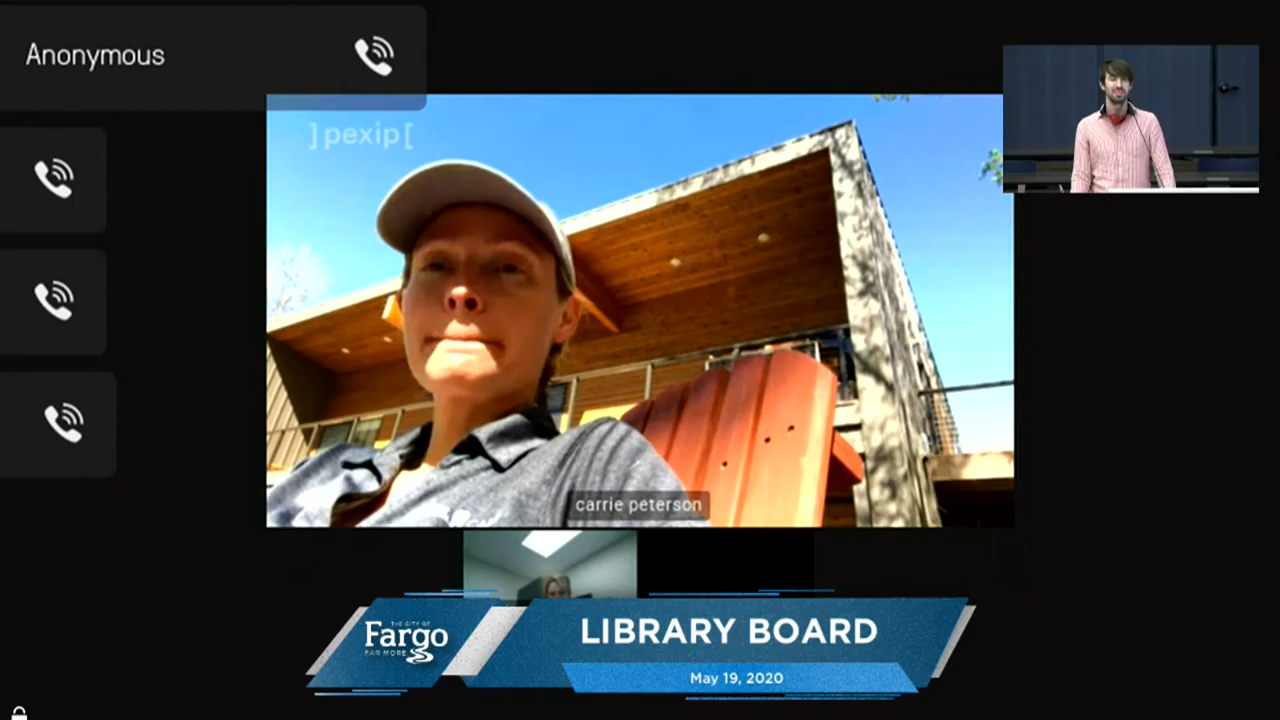 Anonymous
]pexip[
carrie peterson
THE CITY OF
Fargo
FAR MORE
LIBRARY BOARD
May 19, 2020